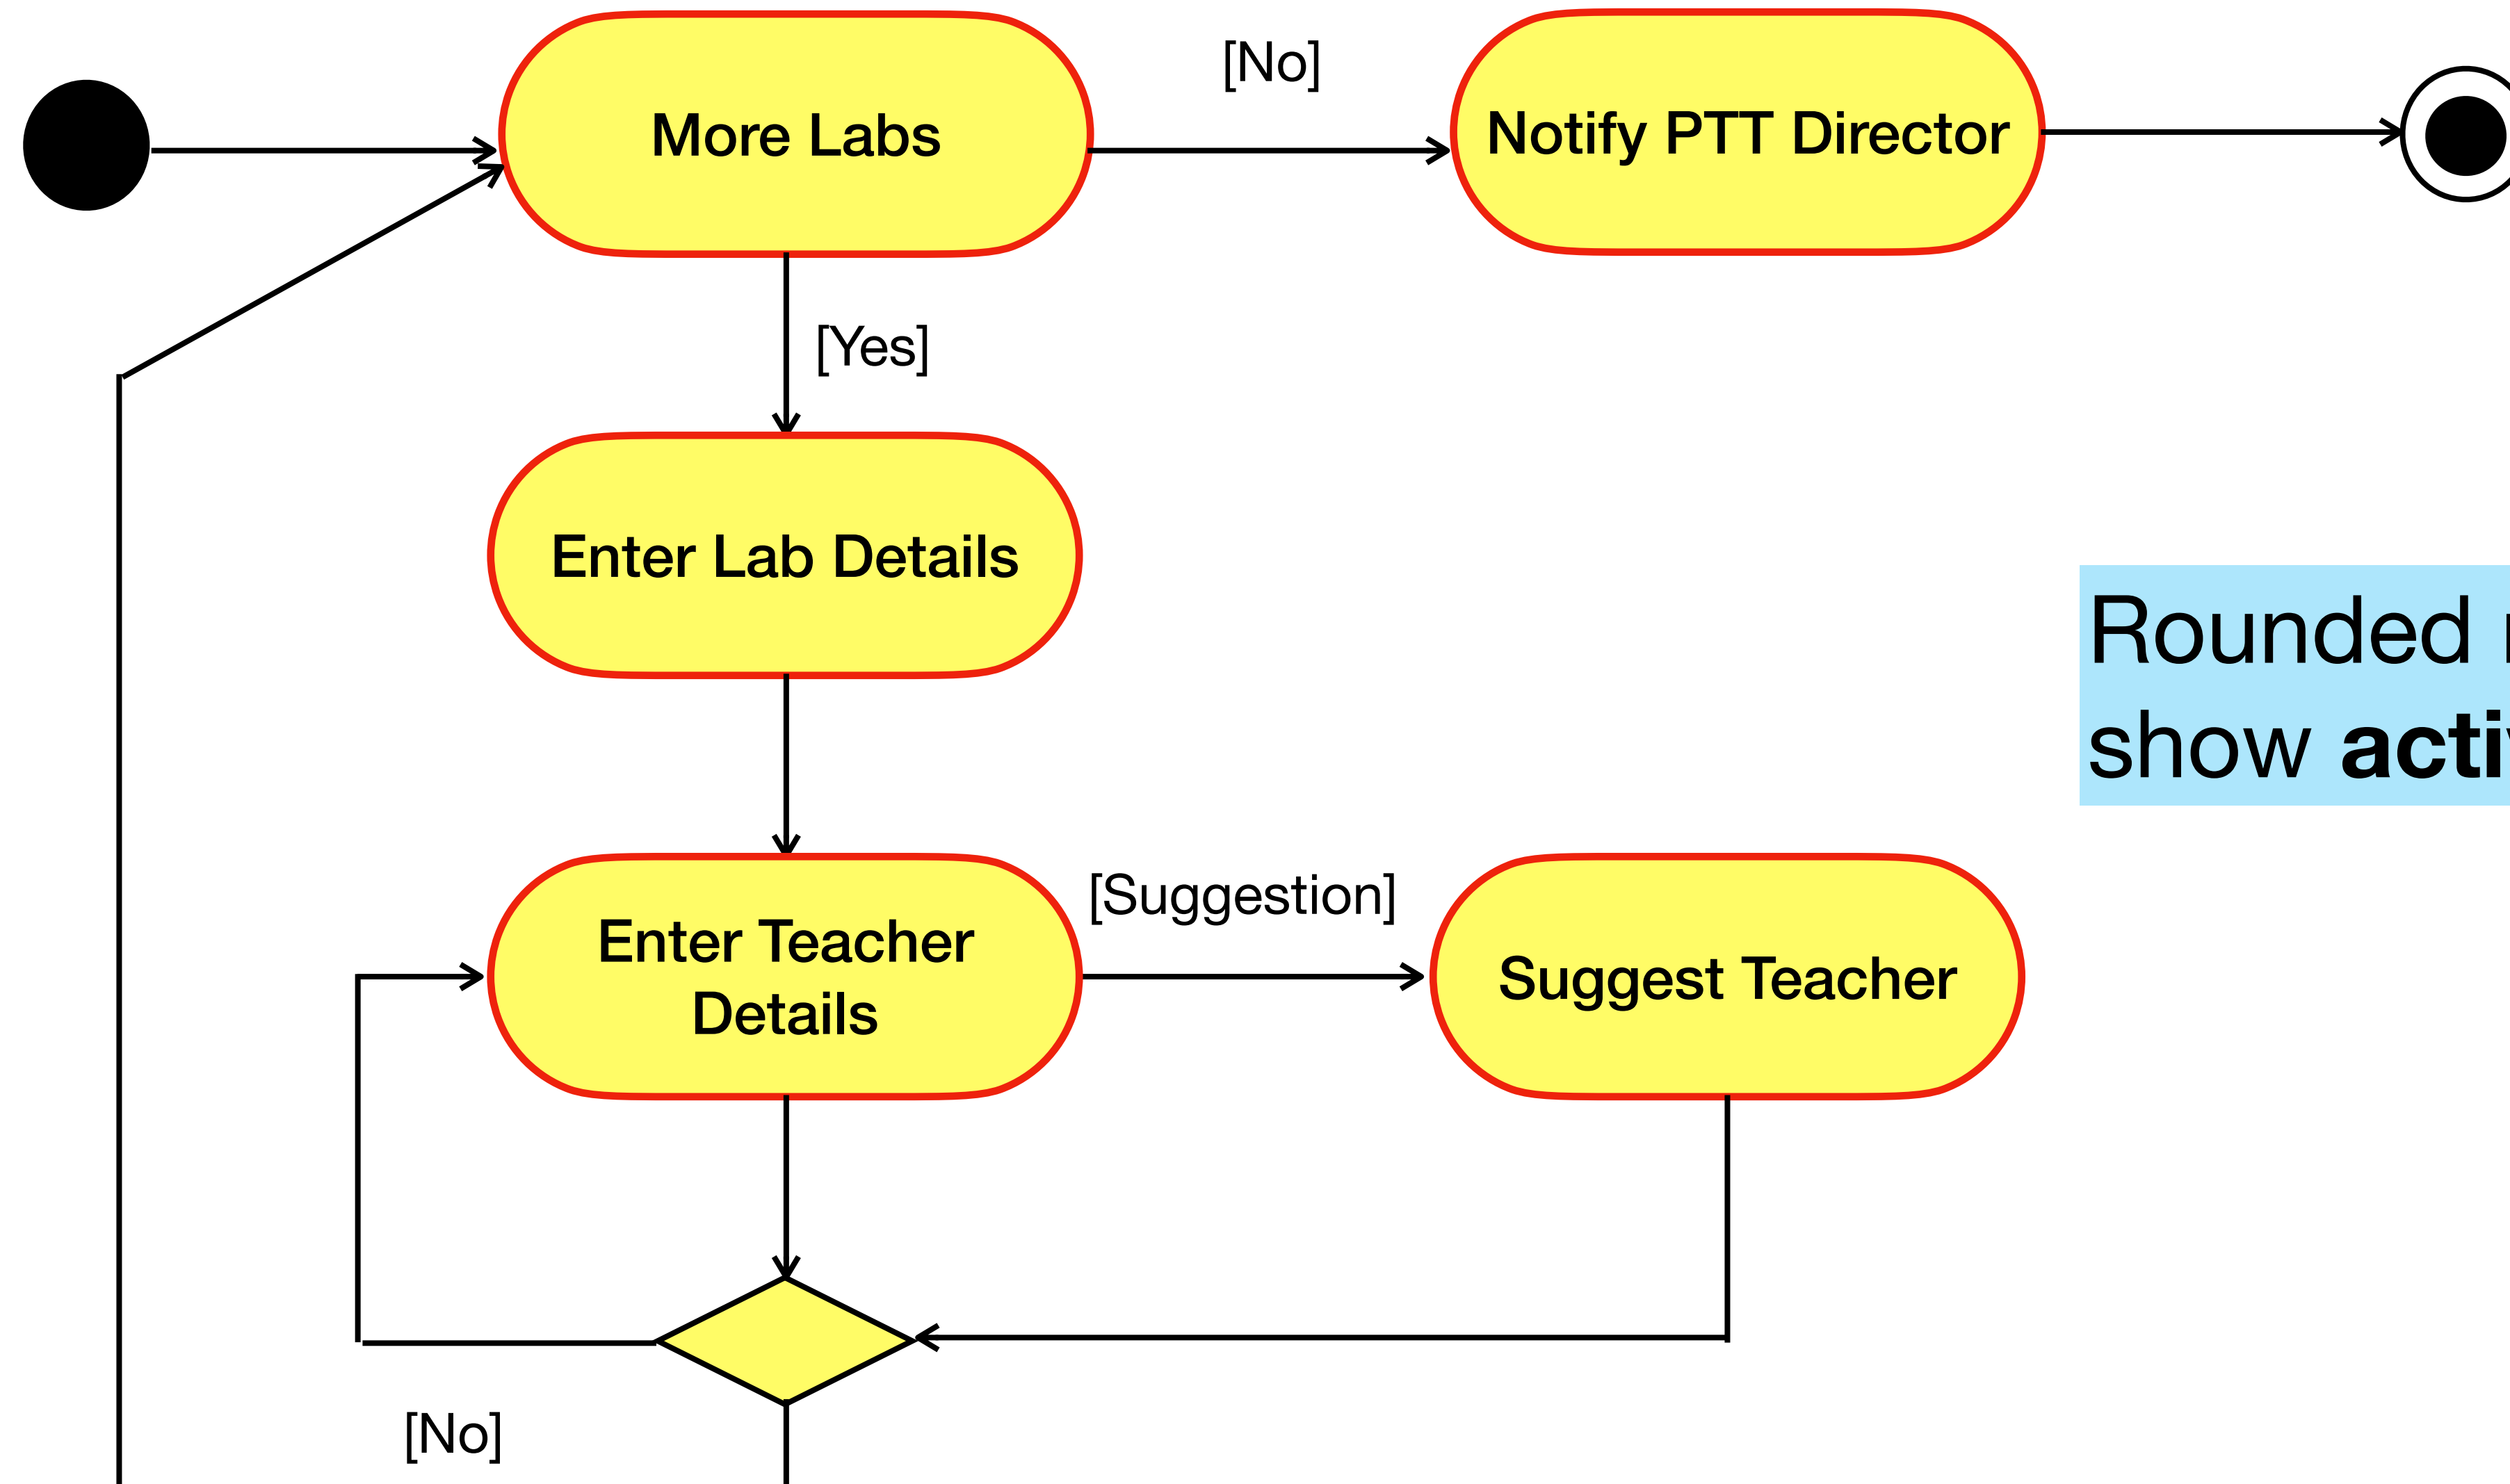 [No]
More Labs
Notify PTT Director
[Yes]
Enter Lab Details
Rounded
show
[Suggestion]
Enter Teacher
Details
Suggest Teacher
[No]